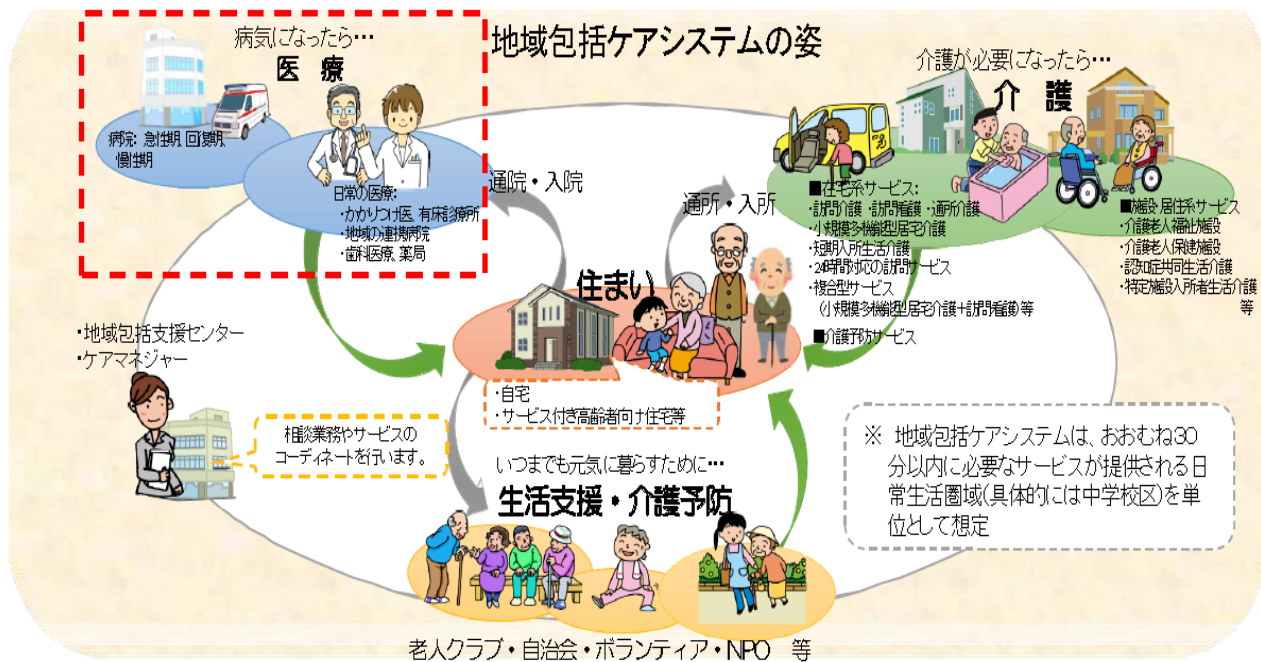 地域包括ケアシステムの姿
病気になったら…
医 療
病院: 急性期、回復期、
慢性期
日常の医療:
・かかりつけ医、有床診療所
・地域の連携病院
・歯科医療、薬局
通院・入院
介護が必要になったら…
介 護
通所・入所
■在宅系サービス:
・訪問介護・訪問看護・通所介護
・小規模多機能型居宅介護
・短期入所生活介護
・24時間対応の訪問サービス
・複合型サービス
(小規模多機能型居宅介護+訪問看護)等
■介護予防サービス
■施設・居住系サービス
・介護老人福祉施設
・介護老人保健施設
・認知症共同生活介護
・特定施設入所者生活介護
等
住まい
・自宅
・サービス付き高齢者向け住宅等
・地域包括支援センター
・ケアマネジャー
相談業務やサービスの
コーディネートを行います。
いつまでも元気に暮らすために…
生活支援・介護予防
老人クラブ・自治会・ボランティア・NPO 等
※ 地域包括ケアシステムは、おおむね30
分以内に必要なサービスが提供される日
常生活圏域(具体的には中学校区)を単
位として想定